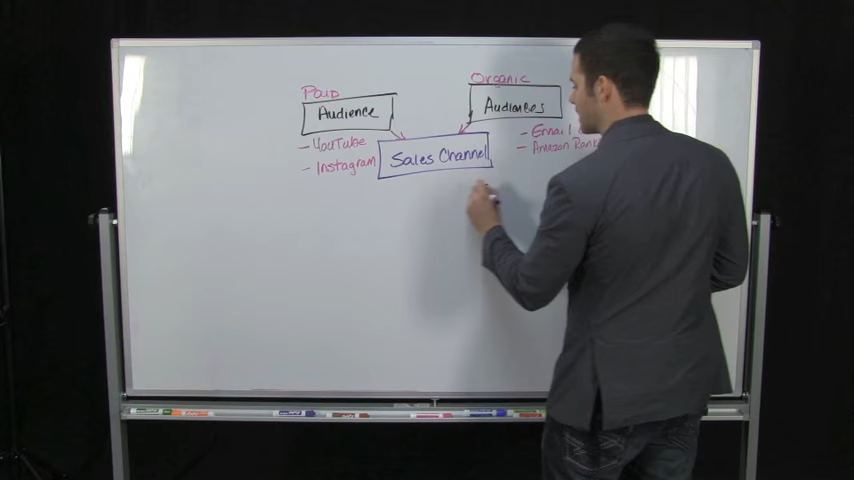 Paid
Audience
- YouTube
- Instagram
Organic
Audiences
- Email
- Amazon Rank
Sales Channel